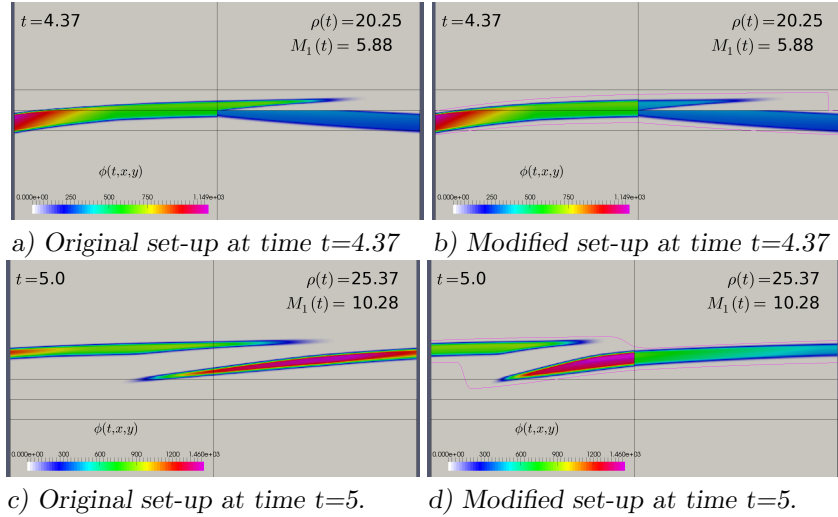 t=4.37 ρ(t)=20.25
M₁(t)= 5.88
ϕ(t,x,y)
0.000e+00 250 500 750 1.149e+03
t=4.37 ρ(t)=20.25
M₁(t)= 5.88
ϕ(t,x,y)
0.000e+00 250 500 750 1.149e+03
a) Original set-up at time t=4.37
b) Modified set-up at time t=4.37
t=5.0 ρ(t)=25.37
M₁(t)= 10.28
ϕ(t,x,y)
0.000e+00 300 600 900 1200 1.460e+03
t=5.0 ρ(t)=25.37
M₁(t)= 10.28
ϕ(t,x,y)
0.000e+00 300 600 900 1200 1.460e+03
c) Original set-up at time t=5.
d) Modified set-up at time t=5.